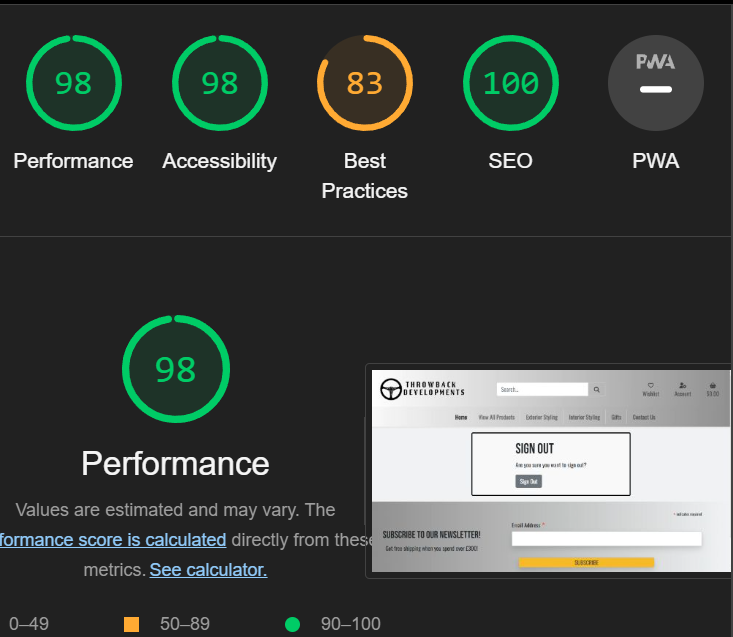 98
98
83
100
PWA
Performance
Accessibility
Best
Practices
SEO
PWA
98
Performance
Values are estimated and may vary. The
formance score is calculated directly from these
metrics. See calculator.
0–49
50–89
90–100
THROWBACK
DEVELOPMENTS
Search..
Wishlist
Account
Home
View All Products
Exterior Styling
Interior Styling
Gifts
Contact Us
SIGN OUT
Are you sure you want to sign out?
Sign Out
* indicates required
SUBSCRIBE TO OUR NEWSLETTER!
Get free shipping when you spend over £300!
Email Address *
SUBSCRIBE